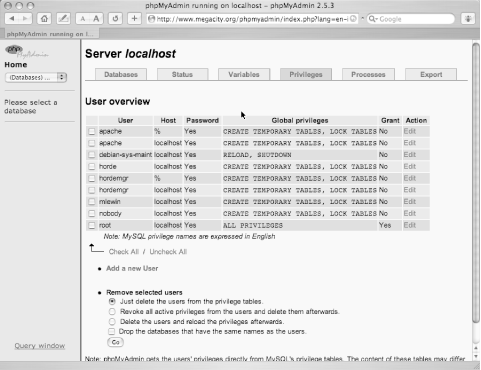 phpMyAdmin running on localhost – phpMyAdmin 2.5.3
http://www.megacity.org/phpmyadmin/index.php?lang=en-i
phpMyAdmin running on l...
phpMyAdmin
Home
(Databases) ...
Please select a
database
Query window
Server localhost
Databases Status Variables Privileges Processes Export
User overview
User Host Password Global privileges Grant Action
apache % Yes CREATE TEMPORARY TABLES, LOCK TABLES No Edit
apache localhost Yes CREATE TEMPORARY TABLES, LOCK TABLES No Edit
debian-sys-maint localhost Yes RELOAD, SHUTDOWN No Edit
horde localhost Yes CREATE TEMPORARY TABLES, LOCK TABLES No Edit
hordemgr % Yes CREATE TEMPORARY TABLES, LOCK TABLES No Edit
hordemgr localhost Yes CREATE TEMPORARY TABLES, LOCK TABLES No Edit
mlewin localhost Yes CREATE TEMPORARY TABLES, LOCK TABLES No Edit
nobody localhost Yes CREATE TEMPORARY TABLES, LOCK TABLES No Edit
root localhost Yes ALL PRIVILEGES Yes Edit
Note: MySQL privilege names are expressed in English
Check All / Uncheck All
Add a new User
Remove selected users
Just delete the users from the privilege tables.
Revoke all active privileges from the users and delete them afterwards.
Delete the users and reload the privileges afterwards.
Drop the databases that have the same names as the users.
Go
Note: phpMyAdmin gets the users' privileges directly from MySQL's privilege tables. The content of these tables may differ